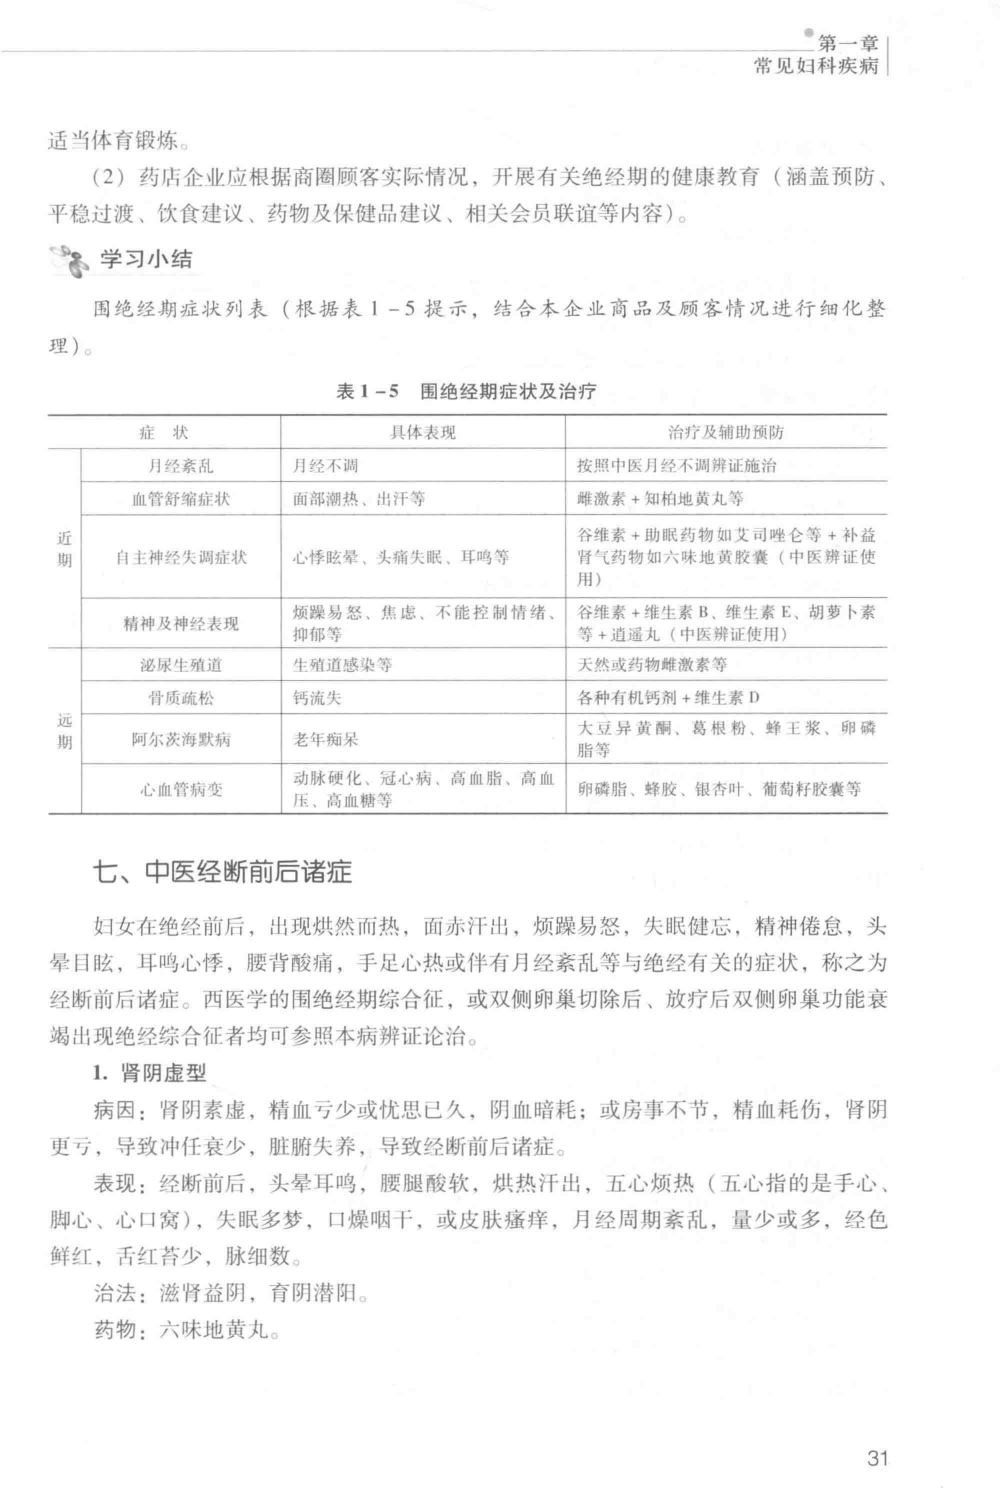 第一章
常见妇科疾病
适当体育锻炼。
（2）药店企业应根据商圈顾客实际情况，开展有关绝经期的健康教育（涵盖预防、
平稳过渡、饮食建议、药物及保健品建议、相关会员联谊等内容）。
学习小结
围绝经期症状列表（根据表1-5提示，结合本企业商品及顾客情况进行细化整
理）。
表1-5 围绝经期症状及治疗
症 状 具体表现 治疗及辅助预防
近期
月经紊乱 月经不调 按照中医月经不调辨证施治
血管舒缩症状 面部潮热、出汗等 雌激素+知柏地黄丸等
自主神经失调症状 心悸眩晕、头痛失眠、耳鸣等 谷维素+助眠药物如艾司唑仑等+补益
肾气药物如六味地黄胶囊（中医辨证使
用）
精神及神经表现 烦躁易怒、焦虑、不能控制情绪、 谷维素+维生素B、维生素E、胡萝卜素
抑郁等 等+逍遥丸（中医辨证使用）
远期
泌尿生殖道 生殖道感染等 天然或药物雌激素等
骨质疏松 钙流失 各种有机钙剂+维生素D
阿尔茨海默病 老年痴呆 大豆异黄酮、葛根粉、蜂王浆、卵磷
脂等
心血管病变 动脉硬化、冠心病、高血脂、高血 卵磷脂、蜂胶、银杏叶、葡萄籽胶囊等
压、高血糖等
七、中医经断前后诸症
妇女在绝经前后，出现烘然而热，面赤汗出，烦躁易怒，失眠健忘，精神倦怠，头
晕目眩，耳鸣心悸，腰背酸痛，手足心热或伴有月经紊乱等与绝经有关的症状，称之为
经断前后诸症。西医学的围绝经期综合征，或双侧卵巢切除后、放疗后双侧卵巢功能衰
竭出现绝经综合征者均可参照本病辨证论治。
1. 肾阴虚型
病因：肾阴素虚，精血亏少或忧思已久，阴血暗耗；或房事不节，精血耗伤，肾阴
更亏，导致冲任衰少，脏腑失养，导致经断前后诸症。
表现：经断前后，头晕耳鸣，腰腿酸软，烘热汗出，五心烦热（五心指的是手心、
脚心、心口窝），失眠多梦，口燥咽干，或皮肤瘙痒，月经周期紊乱，量少或多，经色
鲜红，舌红苔少，脉细数。
治法：滋肾益阴，育阴潜阳。
药物：六味地黄丸。
31